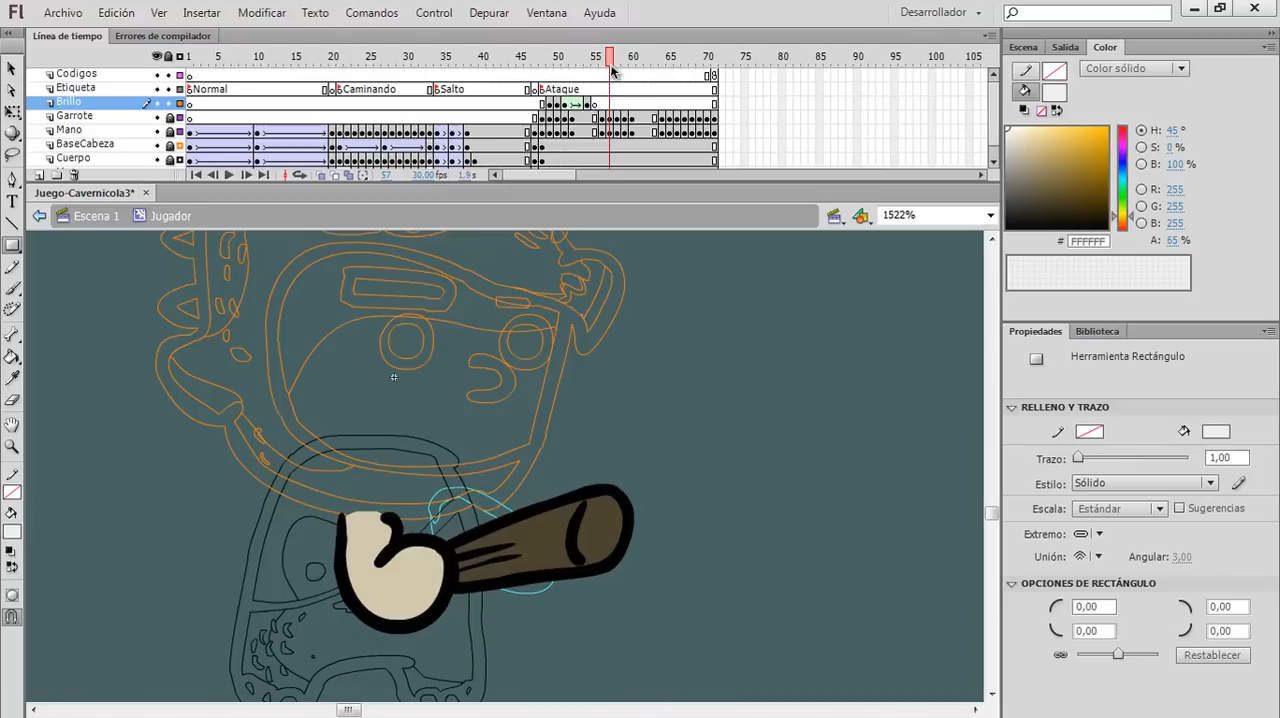 Fl Archivo Edición Ver Insertar Modificar Texto Comandos Control Depurar Ventana Ayuda Desarrollador
Línea de tiempo Errores de compilador
1 5 10 15 20 25 30 35 40 45 50 55 60 65 70 75 80 85 90 95 100 105
Codigos
Etiqueta Normal Caminando Salto Ataque
Brillo
Garrote
Mano
BaseCabeza
Cuerpo
57 30,00 fps 1,9 s
Juego-Cavernicola3* ×
Escena 1 Jugador 1522%
Escena Salida Color
Color sólido
H: 45 °
S: 0 %
B: 100 %
R: 255
G: 255
B: 255
# FFFFFF A: 65 %
Propiedades Biblioteca
Herramienta Rectángulo
RELLENO Y TRAZO
Trazo: 1,00
Estilo: Sólido
Escala: Estándar Sugerencias
Extremo:
Unión: Angular: 3,00
OPCIONES DE RECTÁNGULO
0,00 0,00
0,00 0,00
Restablecer